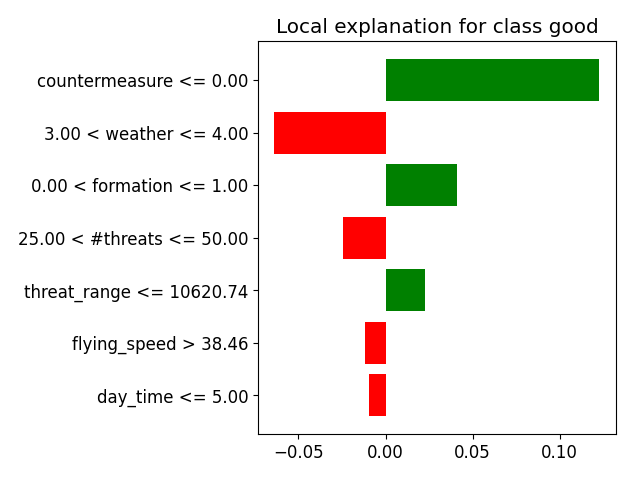 Local explanation for class good
countermeasure <= 0.00
3.00 < weather <= 4.00
0.00 < formation <= 1.00
25.00 < #threats <= 50.00
threat_range <= 10620.74
flying_speed > 38.46
day_time <= 5.00
−0.05 0.00 0.05 0.10